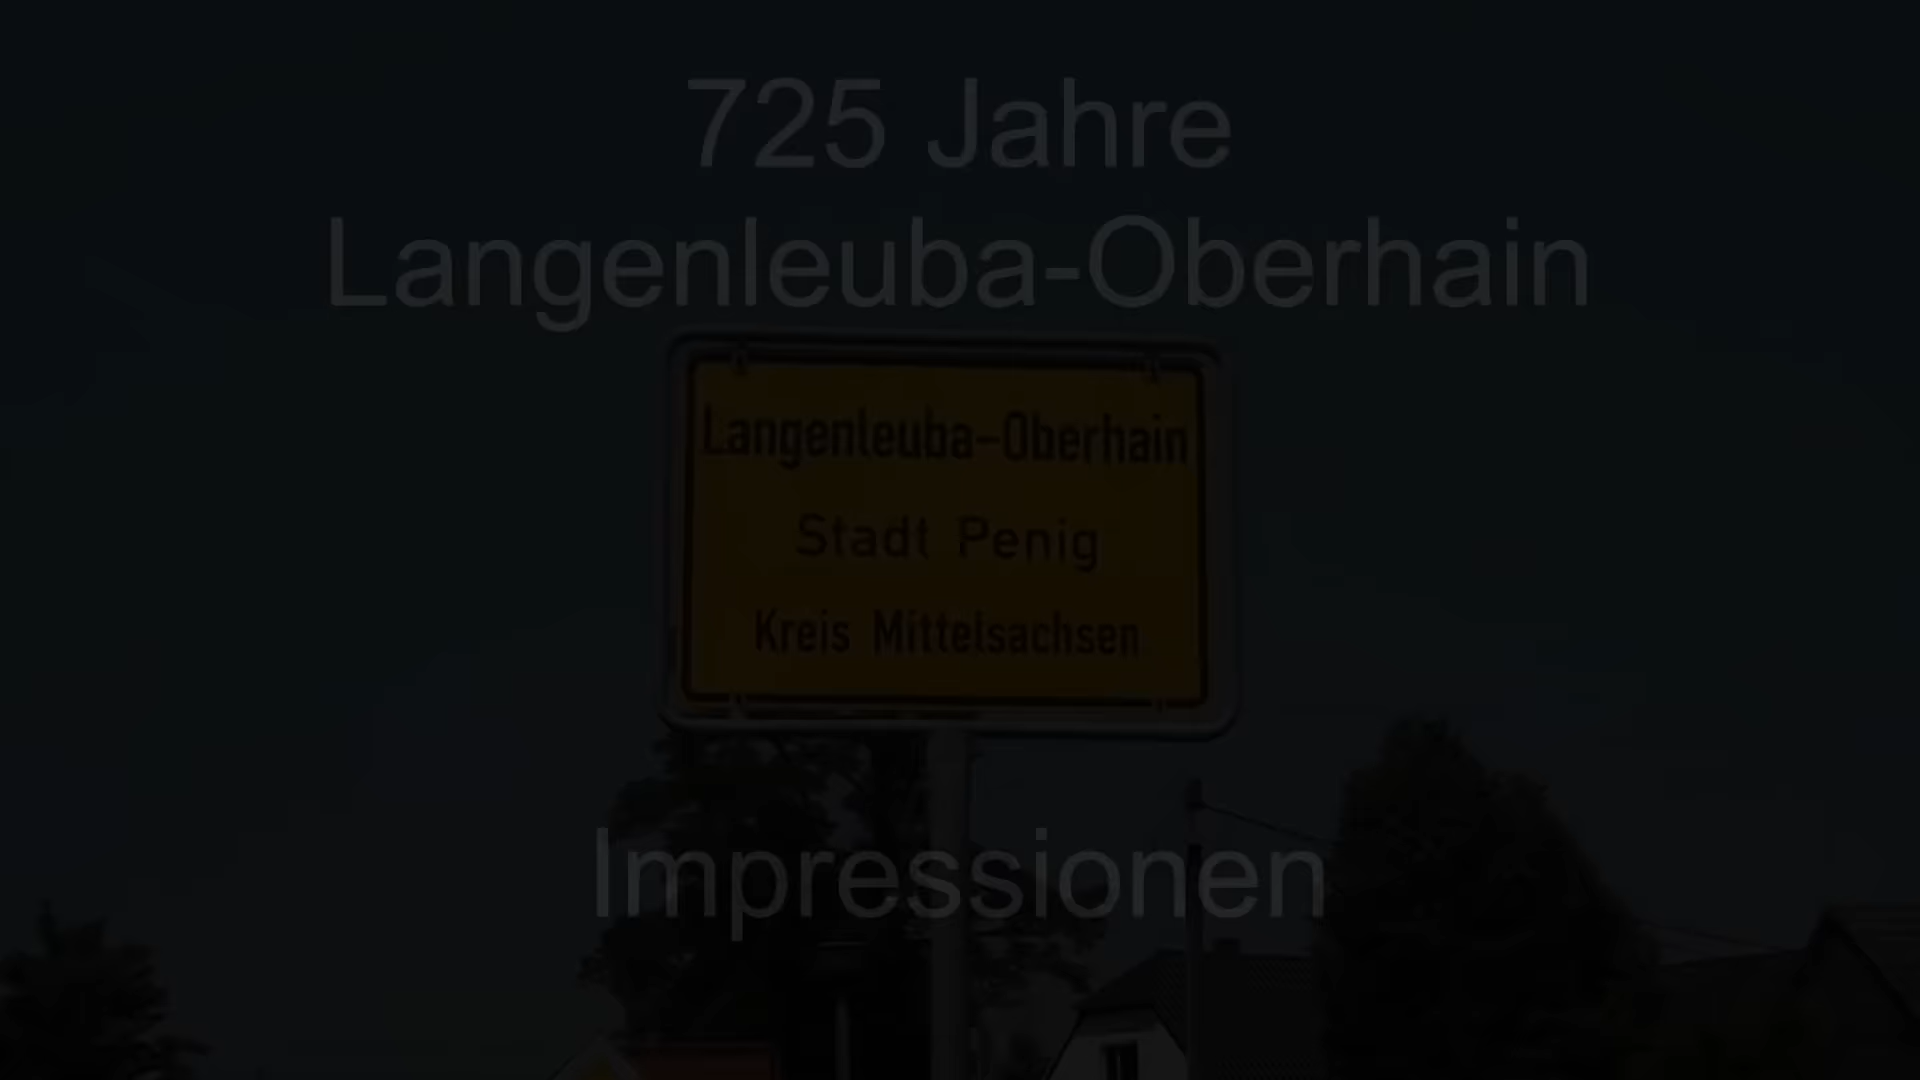 725 Jahre
Langenleuba-Oberhain
Langenleuba-Oberhain
Stadt Penig
Kreis Mittelsachsen
Impressionen